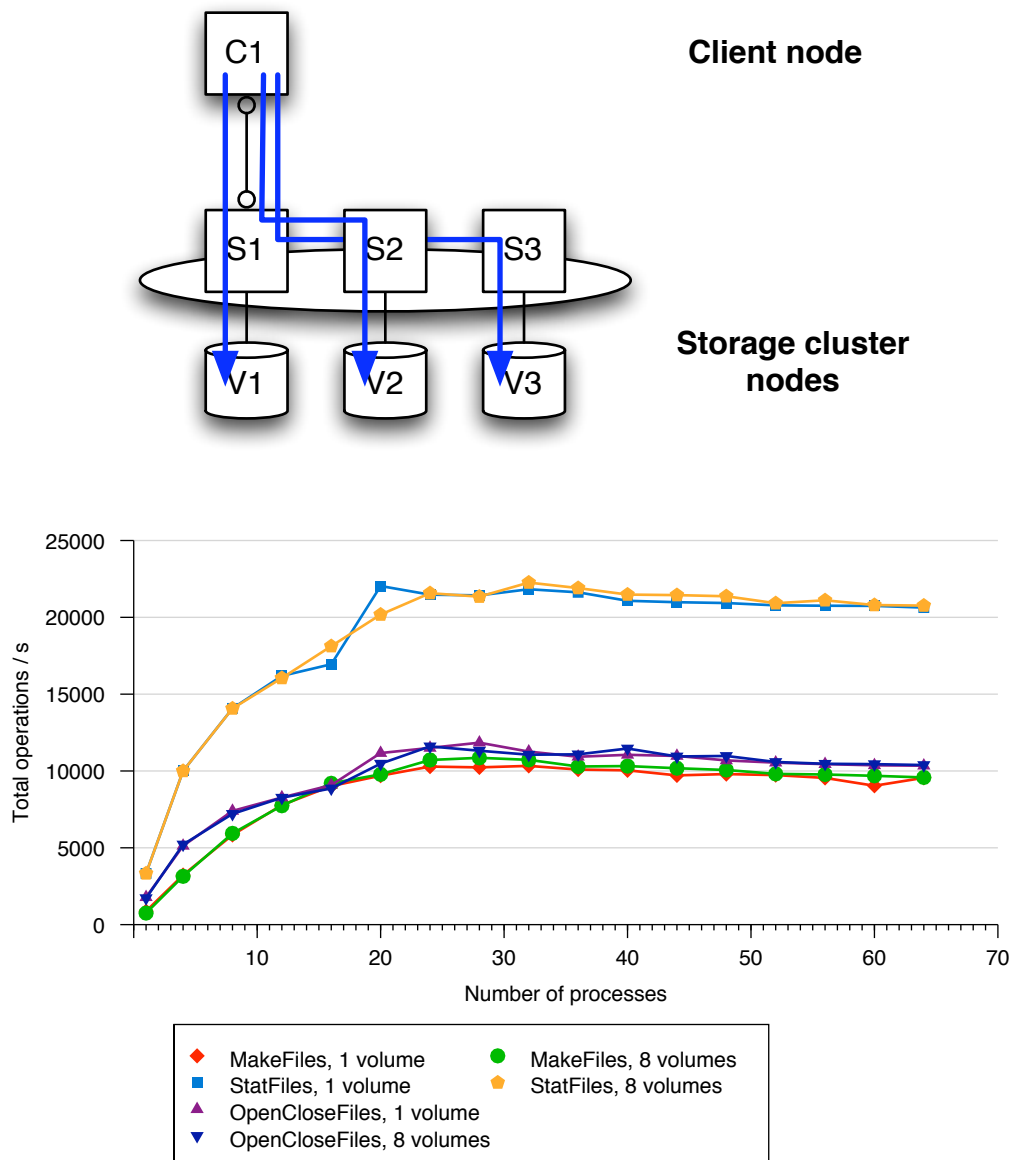 C1
Client node
S1
S2
S3
Storage cluster
nodes
V1
V2
V3
25000
20000
15000
10000
5000
0
Total operations / s
10
20
30
40
50
60
70
Number of processes
MakeFiles, 1 volume
MakeFiles, 8 volumes
StatFiles, 1 volume
StatFiles, 8 volumes
OpenCloseFiles, 1 volume
OpenCloseFiles, 8 volumes